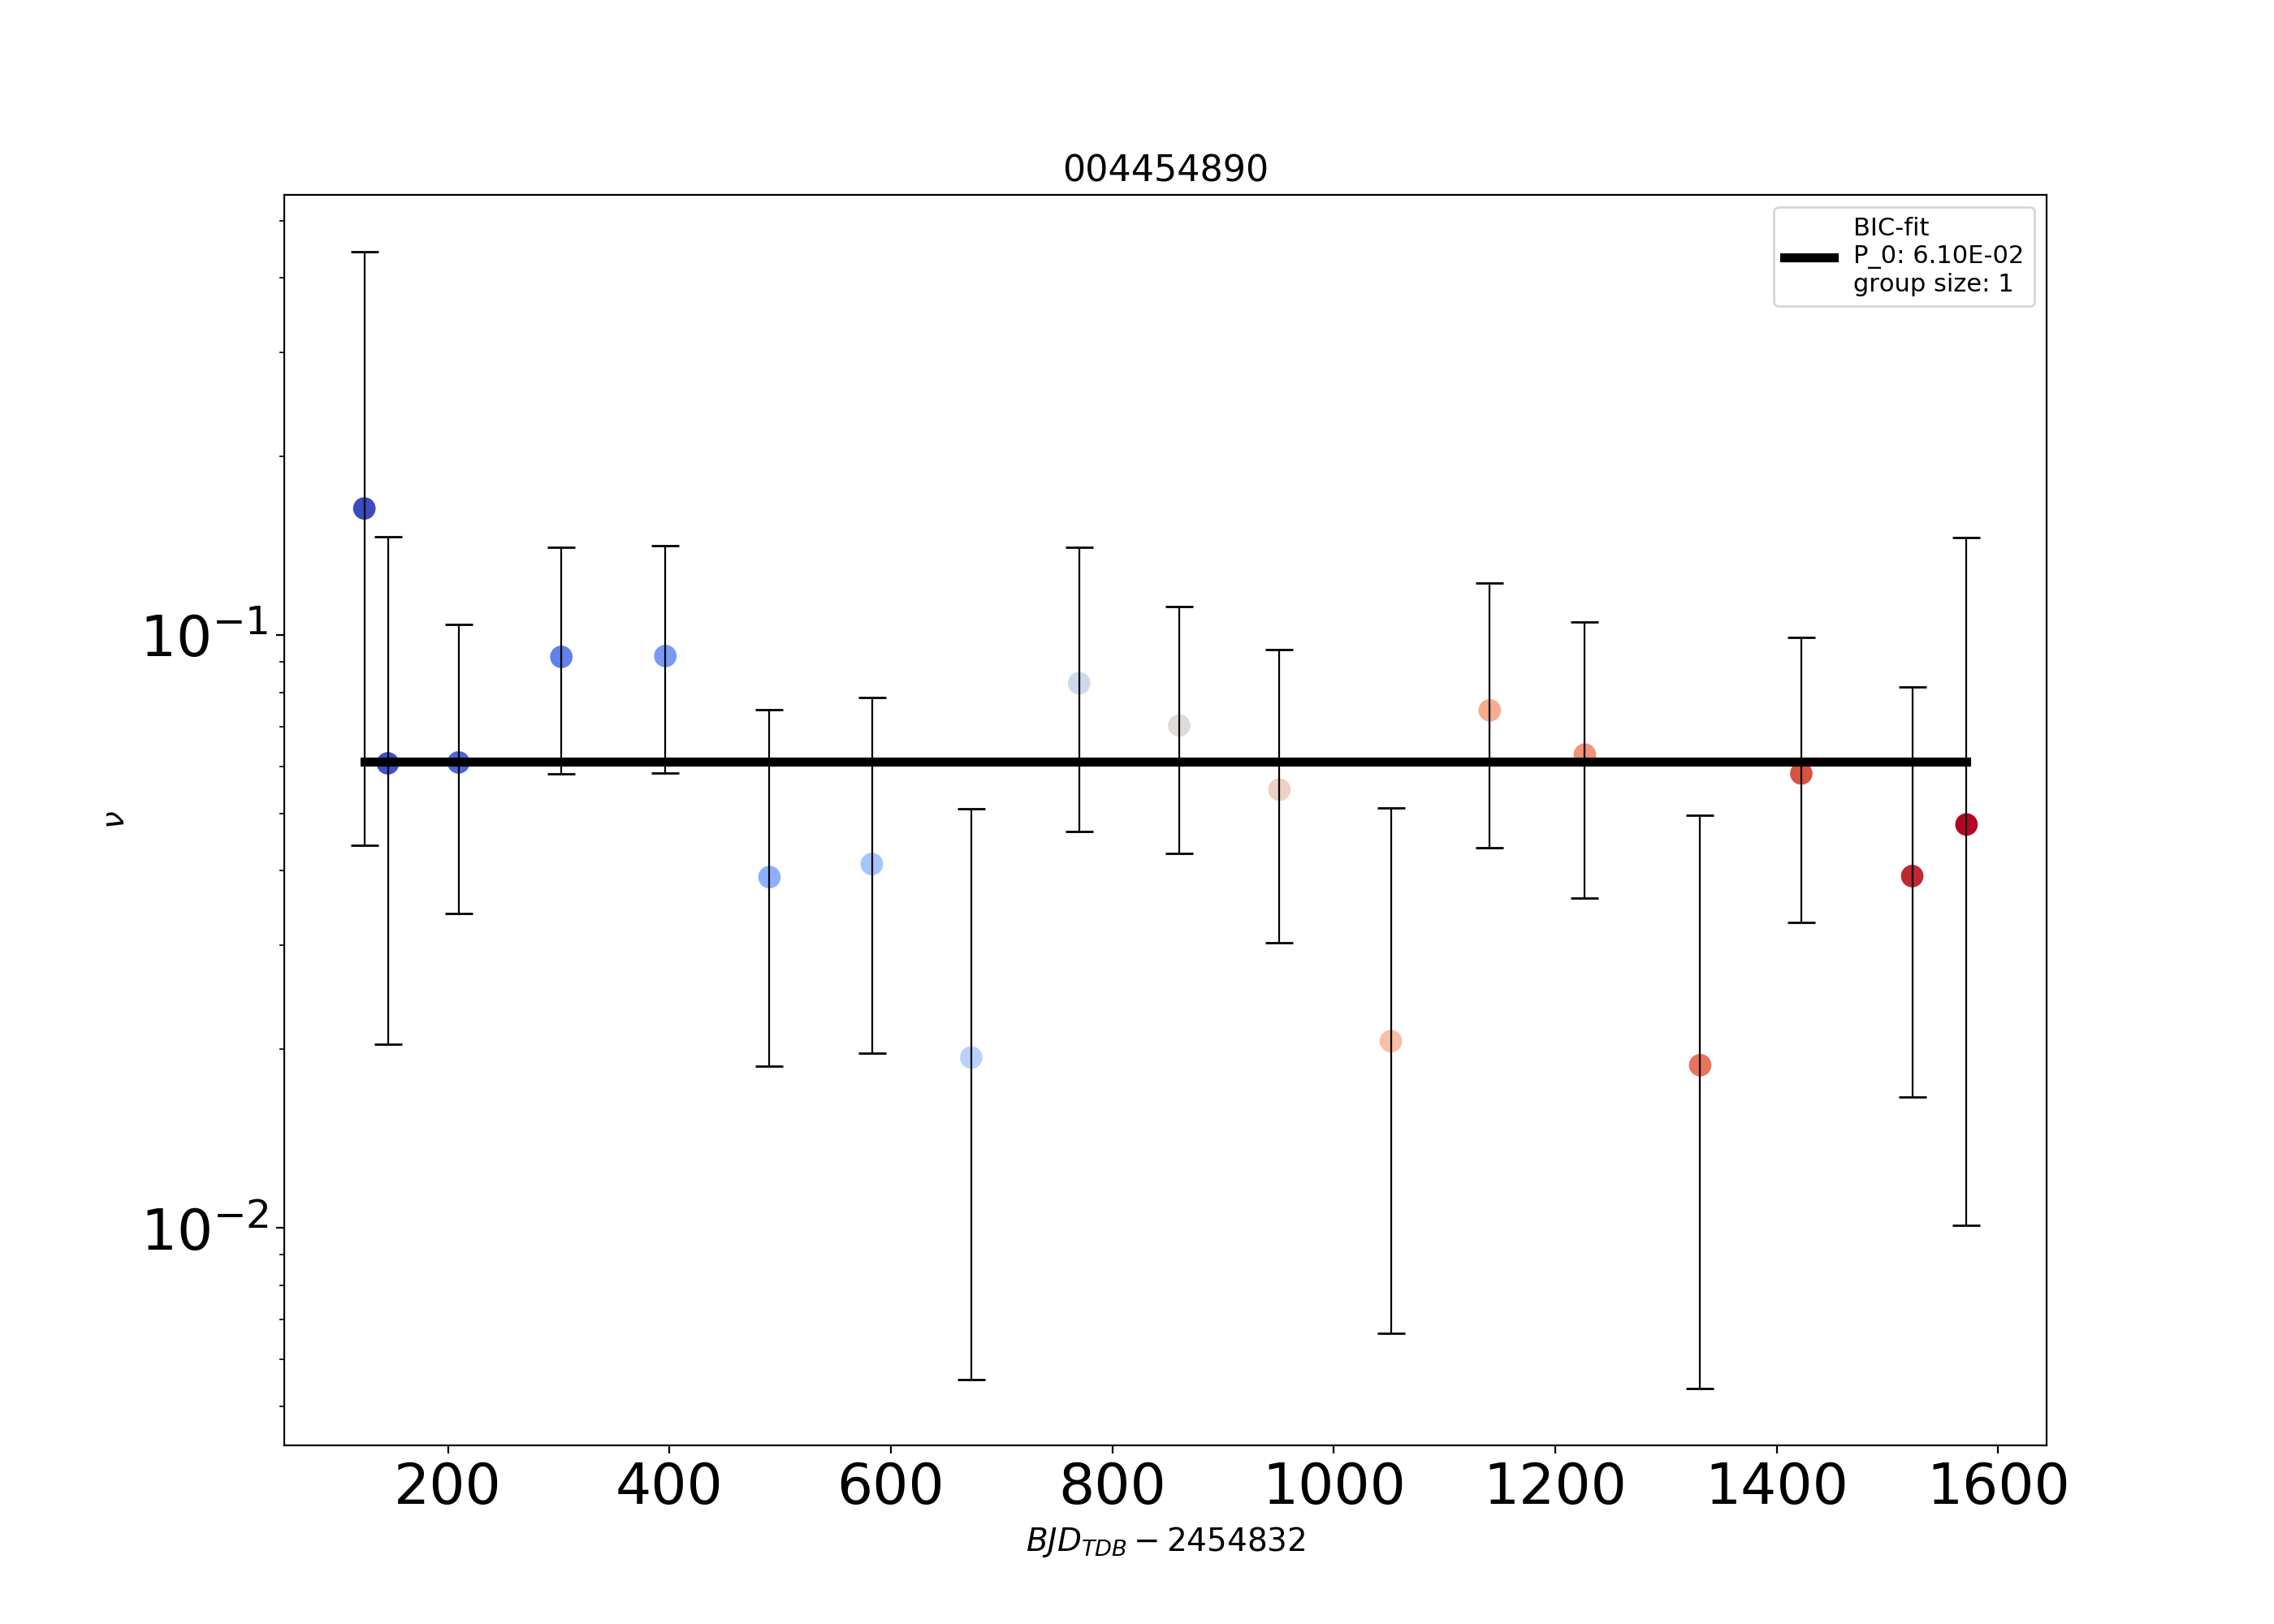 004454890
BIC-fit
P_0: 6.10E-02
group size: 1
10⁻¹
10⁻²
ν
200 400 600 800 1000 1200 1400 1600
BJD_TDB − 2454832